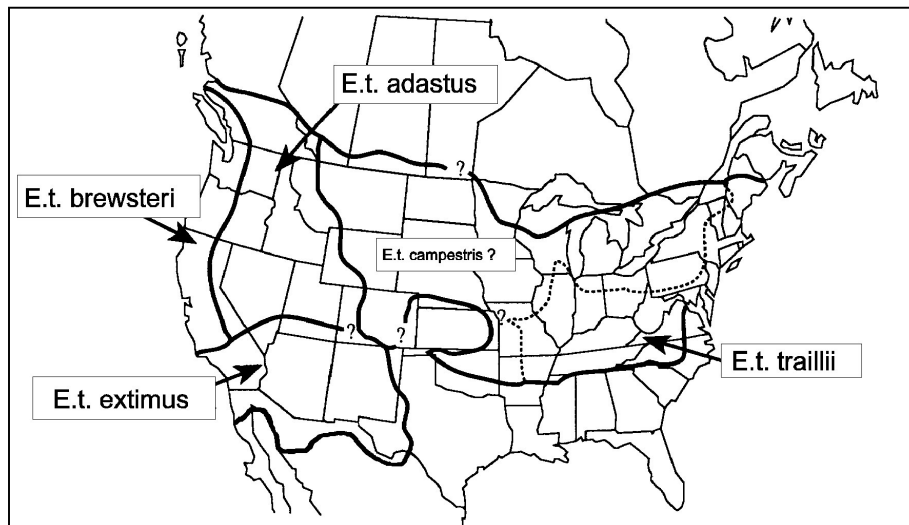 E.t. adastus
?
E.t. brewsteri
E.t. campestris ?
?
?
?
E.t. traillii
E.t. extimus